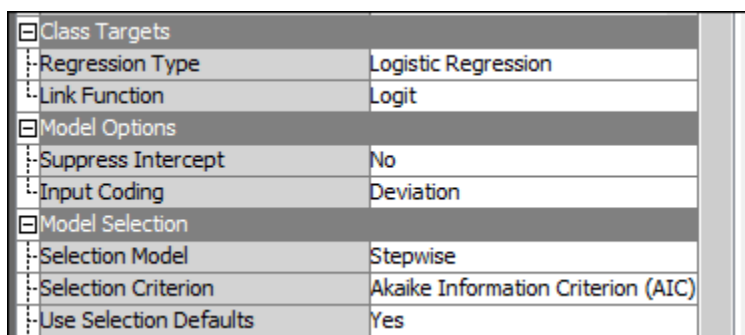 Class Targets
Regression Type Logistic Regression
Link Function Logit
Model Options
Suppress Intercept No
Input Coding Deviation
Model Selection
Selection Model Stepwise
Selection Criterion Akaike Information Criterion (AIC)
Use Selection Defaults Yes